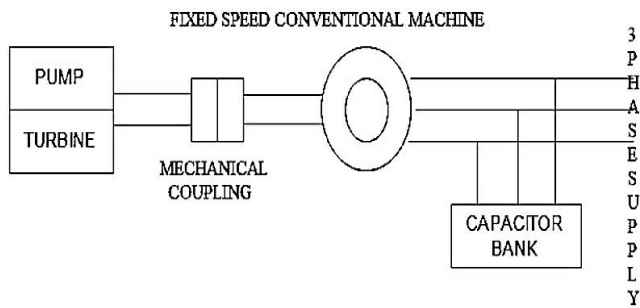 FIXED SPEED CONVENTIONAL MACHINE
PUMP
TURBINE
MECHANICAL
COUPLING
CAPACITOR
BANK
3
P
H
A
S
E
S
U
P
P
L
Y